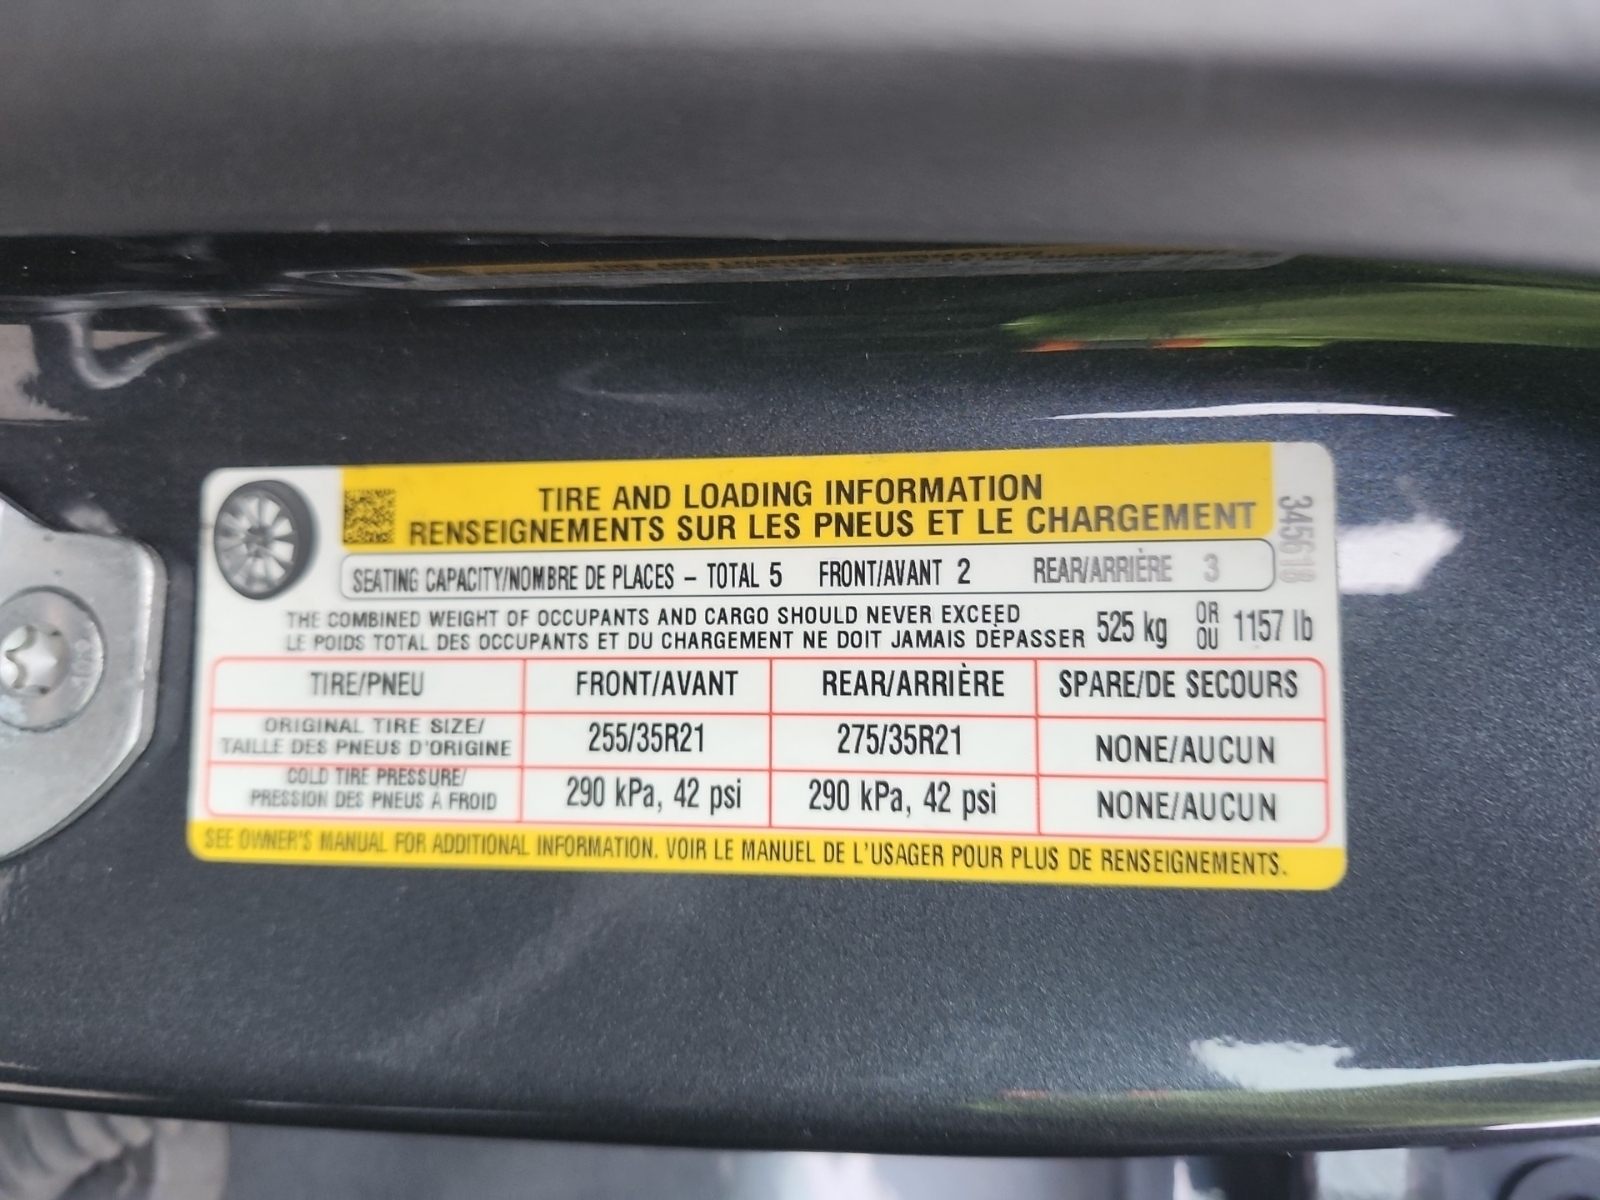 TIRE AND LOADING INFORMATION
RENSEIGNEMENTS SUR LES PNEUS ET LE CHARGEMENT
345618
SEATING CAPACITY/NOMBRE DE PLACES – TOTAL 5 FRONT/AVANT 2 REAR/ARRIÈRE 3
THE COMBINED WEIGHT OF OCCUPANTS AND CARGO SHOULD NEVER EXCEED
LE POIDS TOTAL DES OCCUPANTS ET DU CHARGEMENT NE DOIT JAMAIS DÉPASSER
525 kg OR OU 1157 lb
TIRE/PNEU FRONT/AVANT REAR/ARRIÈRE SPARE/DE SECOURS
ORIGINAL TIRE SIZE/
TAILLE DES PNEUS D'ORIGINE
255/35R21 275/35R21 NONE/AUCUN
COLD TIRE PRESSURE/
PRESSION DES PNEUS À FROID
290 kPa, 42 psi 290 kPa, 42 psi NONE/AUCUN
SEE OWNER'S MANUAL FOR ADDITIONAL INFORMATION. VOIR LE MANUEL DE L'USAGER POUR PLUS DE RENSEIGNEMENTS.